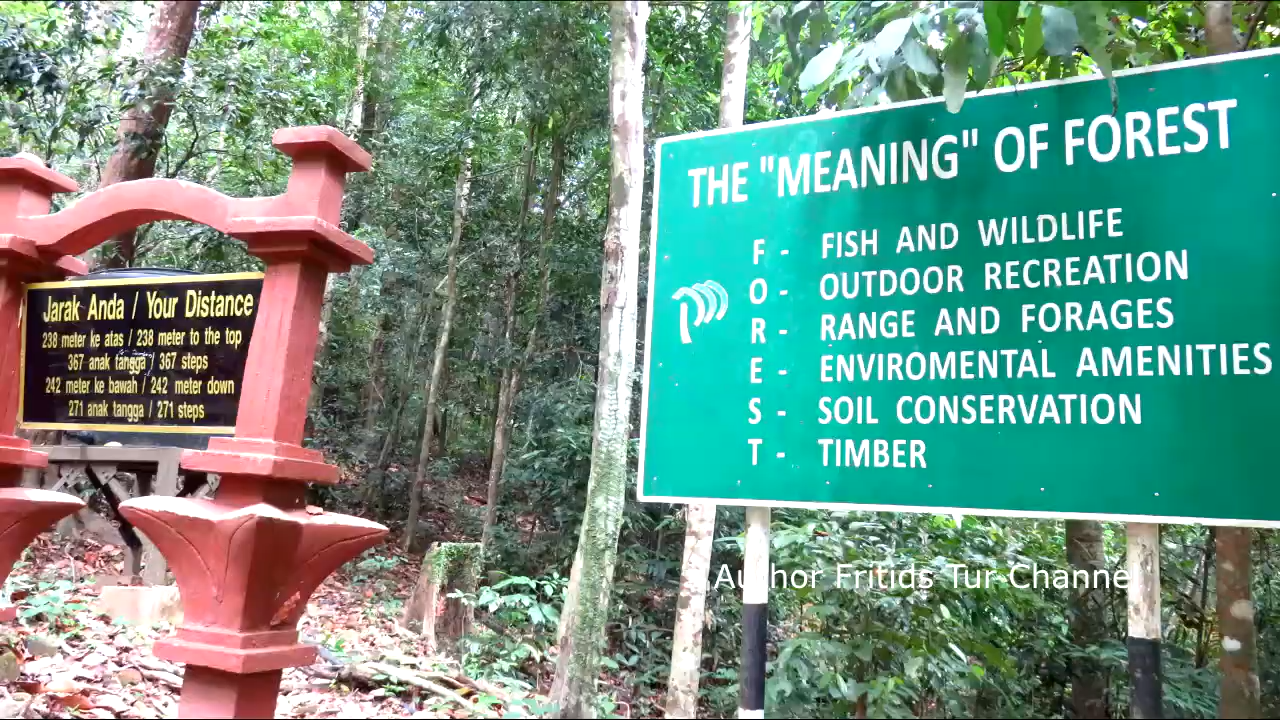 Jarak Anda / Your Distance
238 meter ke atas / 238 meter to the top
367 anak tangga / 367 steps
242 meter ke bawah / 242 meter down
271 anak tangga / 271 steps
THE "MEANING" OF FOREST
F - FISH AND WILDLIFE
O - OUTDOOR RECREATION
R - RANGE AND FORAGES
E - ENVIROMENTAL AMENITIES
S - SOIL CONSERVATION
T - TIMBER
Author Fritids Tur Channel